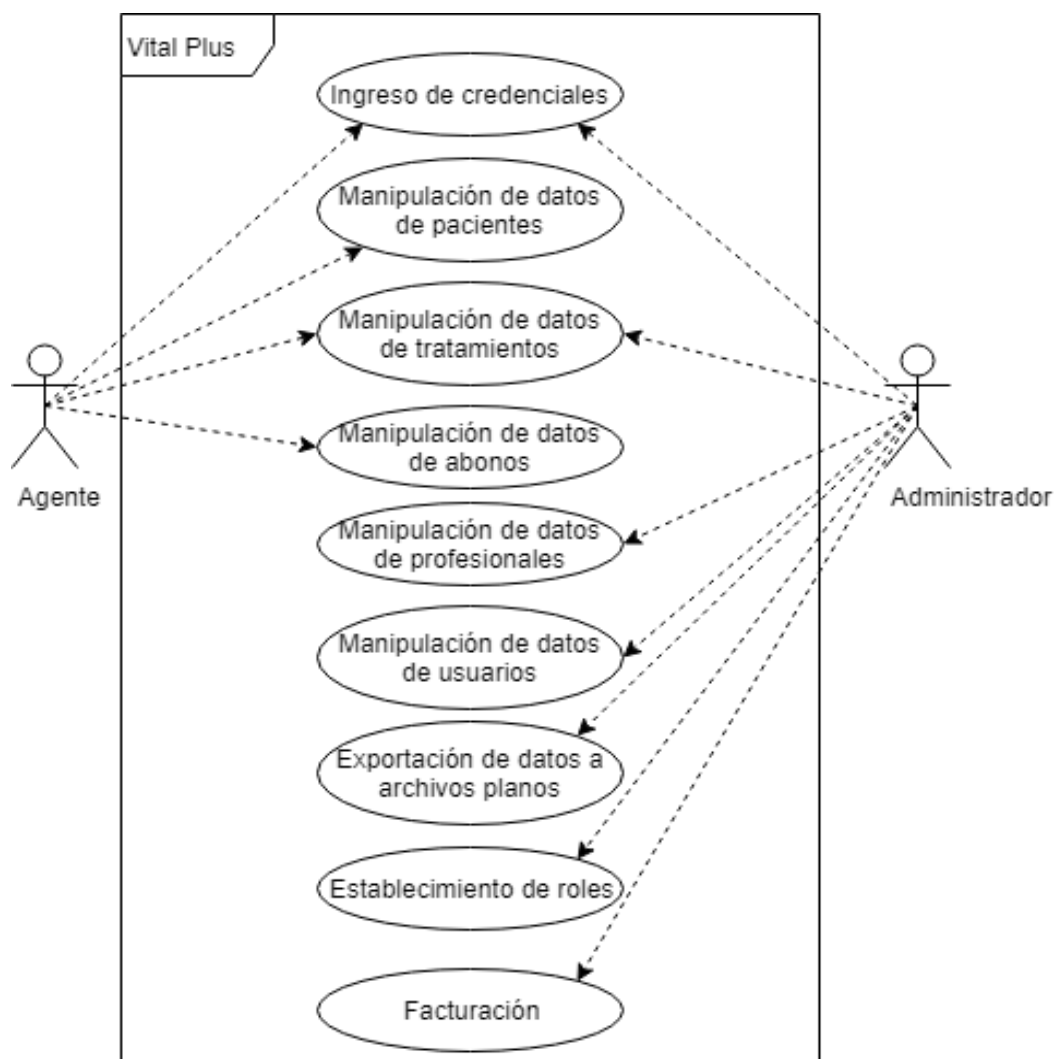 Vital Plus
Ingreso de credenciales
Manipulación de datos
de pacientes
Manipulación de datos
de tratamientos
Manipulación de datos
de abonos
Agente
Administrador
Manipulación de datos
de profesionales
Manipulación de datos
de usuarios
Exportación de datos a
archivos planos
Establecimiento de roles
Facturación